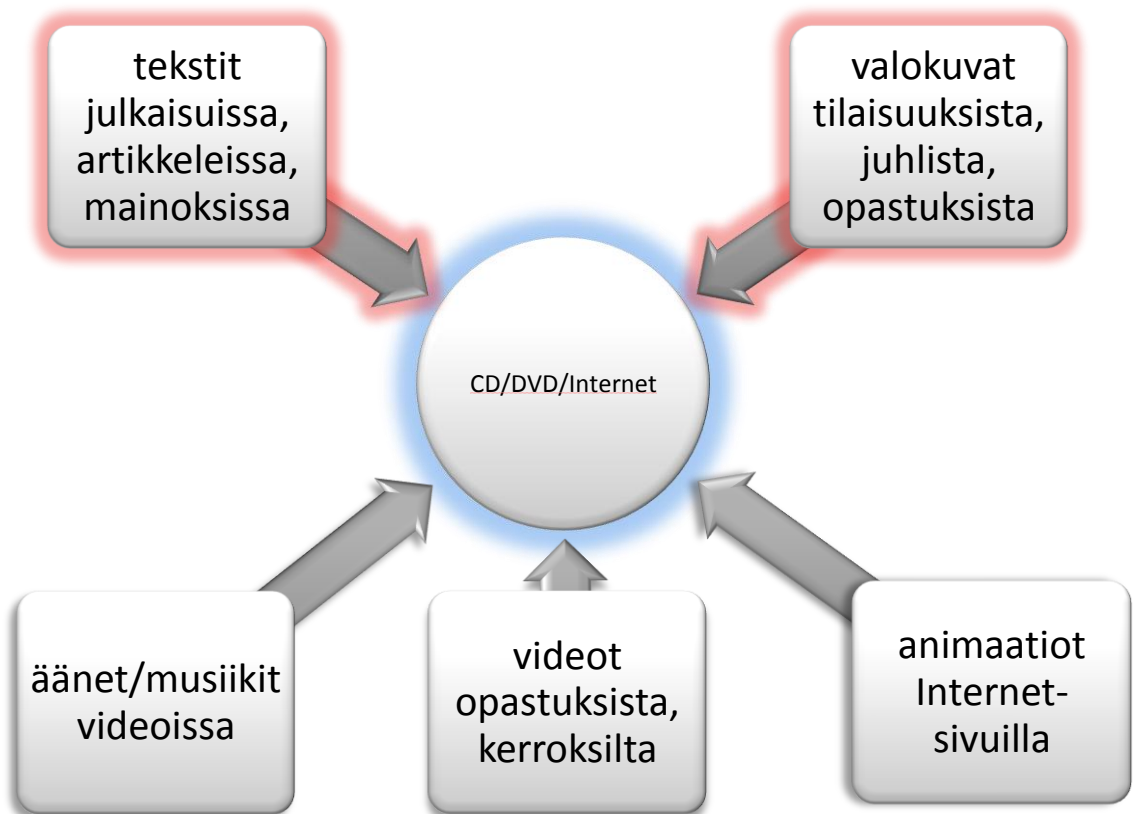 tekstit
julkaisuissa,
artikkeleissa,
mainoksissa
valokuvat
tilaisuuksista,
juhlista,
opastuksista
CD/DVD/Internet
äänet/musiikit
videoissa
videot
opastuksista,
kerroksilta
animaatiot
Internet-
sivuilla